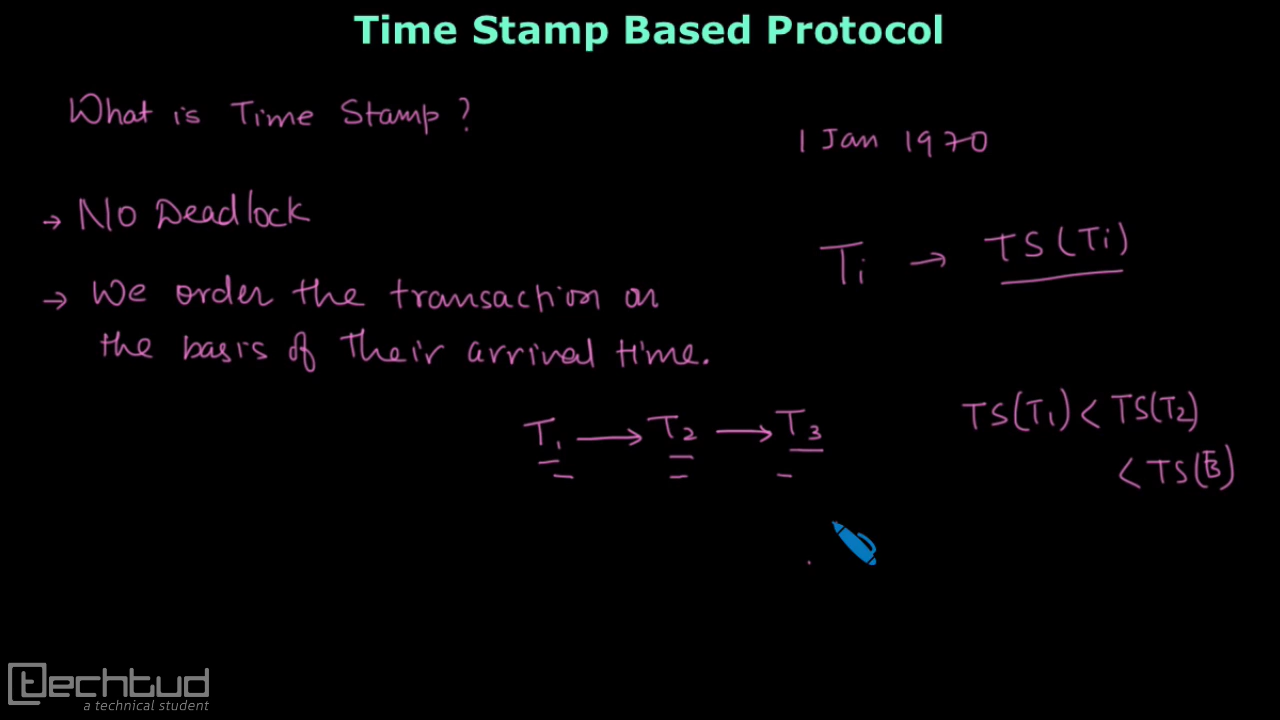 Time Stamp Based Protocol
What is Time Stamp?
1 Jan 1970
→ No Deadlock
Ti → TS(Ti)
→ We order the transaction on
the basis of their arrival time.
T1 → T2 → T3
TS(T1) < TS(T2)
< TS(T3)
techtud
a technical student